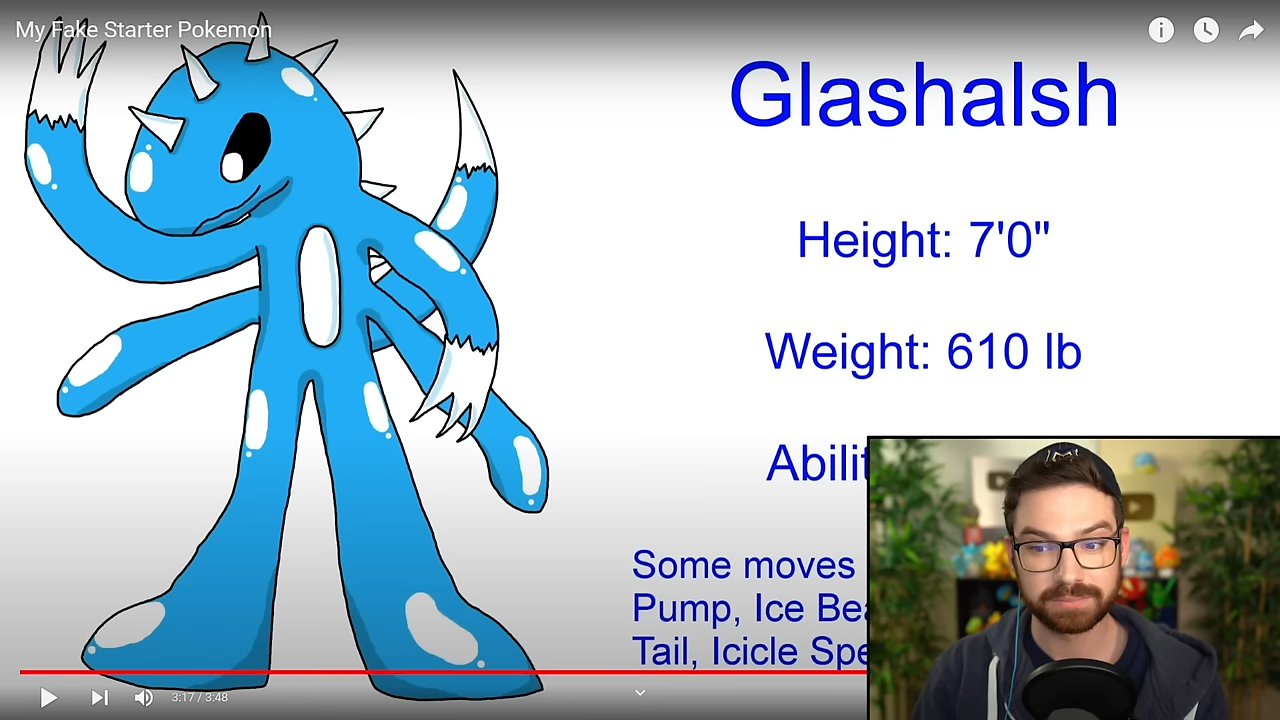 My Fake Starter Pokemon
Glashalsh
Height: 7'0"
Weight: 610 lb
Abilit
Some moves
Pump, Ice Bea
Tail, Icicle Spe
3:17 / 3:48